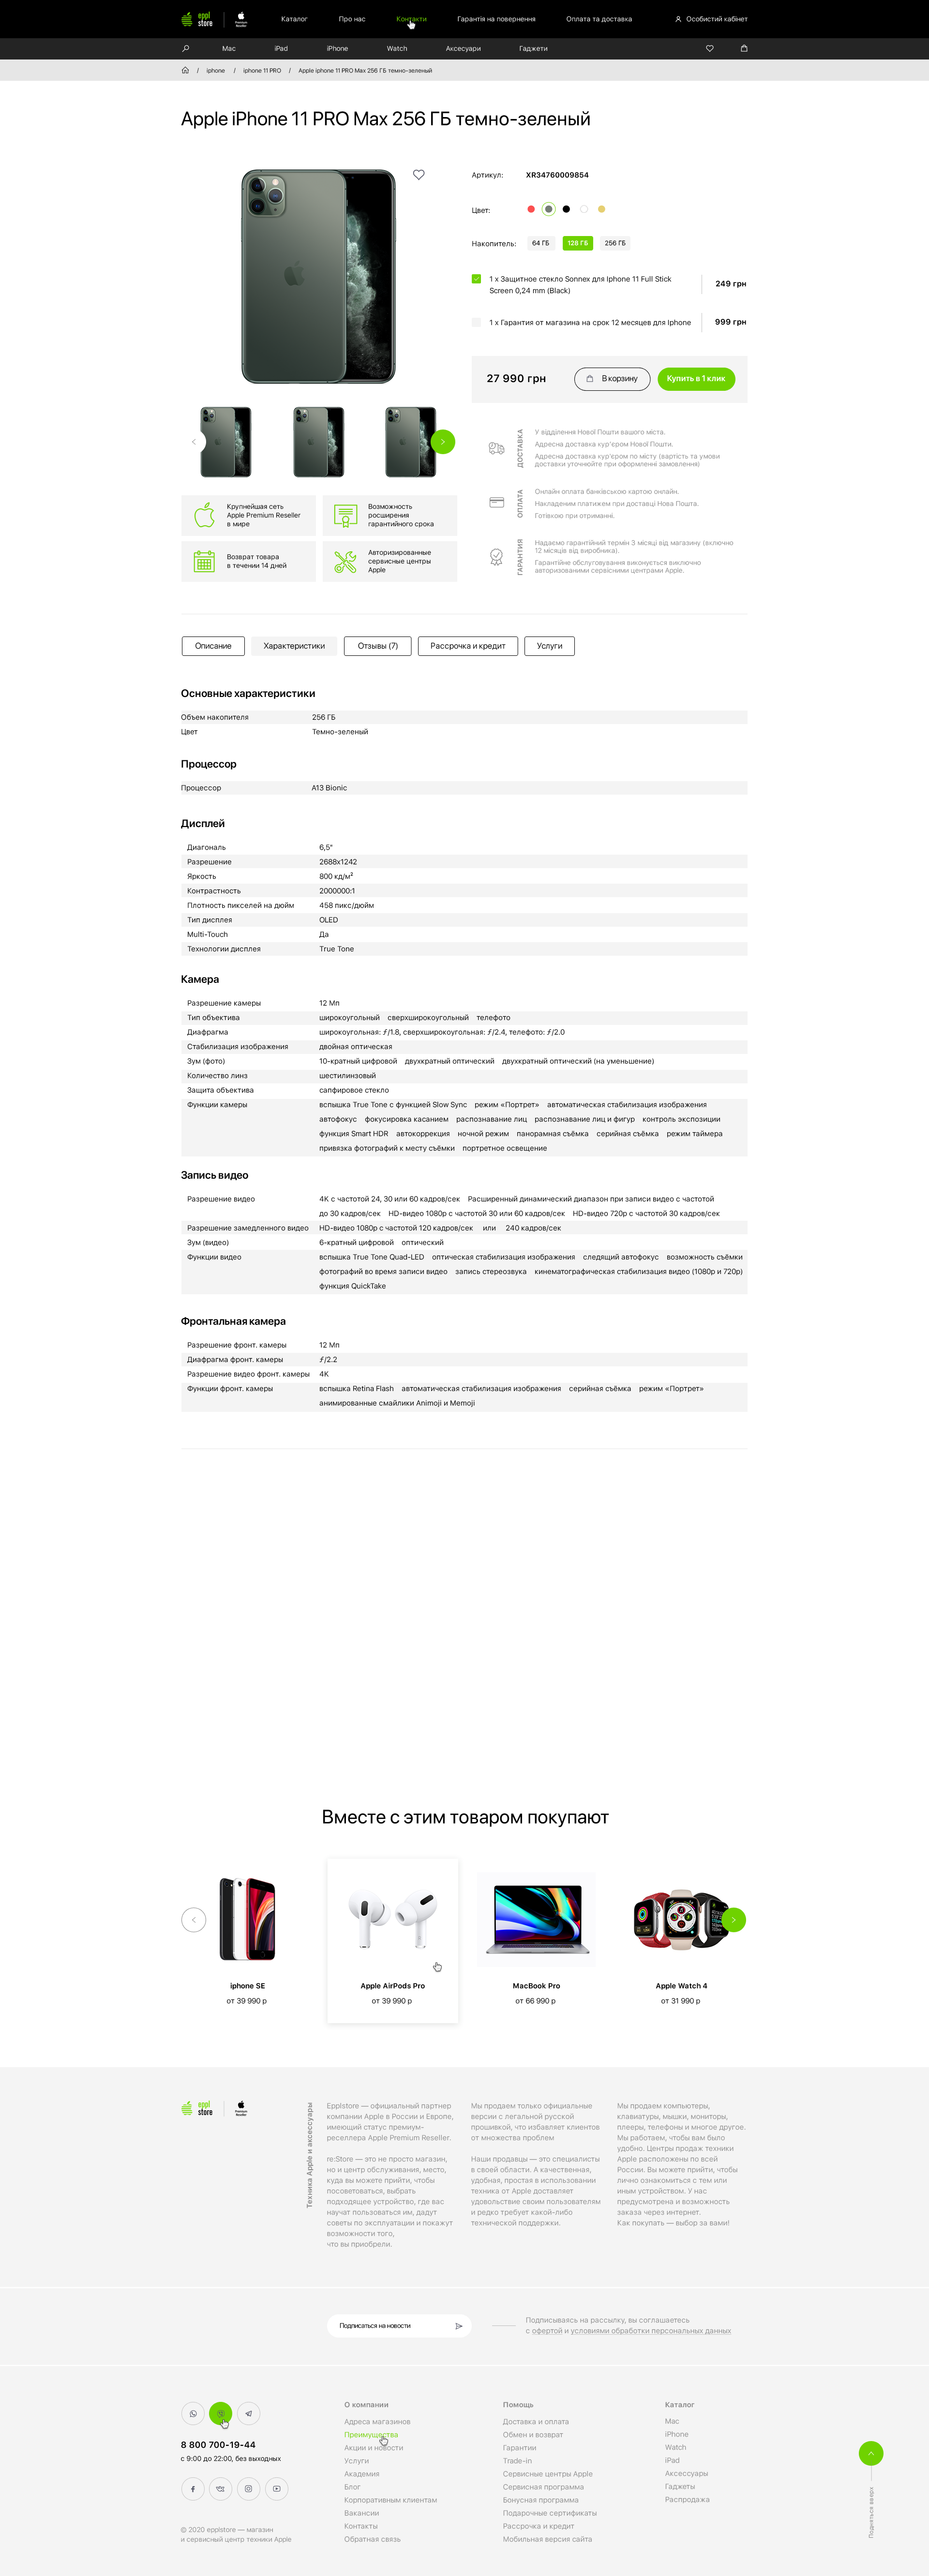 eppl
store
Premium
Reseller
Каталог
Про нас
Контакти
Гарантія на повернення
Оплата та доставка
Особистий кабінет
Mac
iPad
iPhone
Watch
Аксесуари
Гаджети
/ iphone / iphone 11 PRO / Apple iphone 11 PRO Max 256 ГБ темно-зеленый
Apple iPhone 11 PRO Max 256 ГБ темно-зеленый
Артикул: XR34760009854
Цвет:
Накопитель: 64 ГБ 128 ГБ 256 ГБ
1 x Защитное стекло Sonnex для Iphone 11 Full Stick
Screen 0,24 mm (Black)
249 грн
1 x Гарантия от магазина на срок 12 месяцев для Iphone
999 грн
27 990 грн
В корзину
Купить в 1 клик
ДОСТАВКА
У відділення Нової Пошти вашого міста.
Адресна доставка кур'єром Нової Пошти.
Адресна доставка кур'єром по місту (вартість та умови
доставки уточнюйте при оформленні замовлення)
ОПЛАТА
Онлайн оплата банківською картою онлайн.
Накладеним платижем при доставці Нова Пошта.
Готівкою при отриманні.
ГАРАНТИЯ
Надаємо гарантійний термін 3 місяці від магазину (включно
12 місяців від виробника).
Гарантійне обслуговування виконується виключно
авторизованими сервісними центрами Apple.
Крупнейшая сеть
Apple Premium Reseller
в мире
Возможность
росширения
гарантийного срока
Возврат товара
в течении 14 дней
Авторизированные
сервисные центры
Apple
Описание
Характеристики
Отзывы (7)
Рассрочка и кредит
Услуги
Основные характеристики
Объем накопителя 256 ГБ
Цвет Темно-зеленый
Процессор
Процессор A13 Bionic
Дисплей
Диагональ 6,5"
Разрешение 2688x1242
Яркость 800 кд/м²
Контрастность 2000000:1
Плотность пикселей на дюйм 458 пикс/дюйм
Тип дисплея OLED
Multi-Touch Да
Технологии дисплея True Tone
Камера
Разрешение камеры 12 Мп
Тип объектива широкоугольный сверхширокоугольный телефото
Диафрагма широкоугольная: ƒ/1.8, сверхширокоугольная: ƒ/2.4, телефото: ƒ/2.0
Стабилизация изображения двойная оптическая
Зум (фото) 10-кратный цифровой двухкратный оптический двухкратный оптический (на уменьшение)
Количество линз шестилинзовый
Защита объектива сапфировое стекло
Функции камеры вспышка True Tone с функцией Slow Sync режим «Портрет» автоматическая стабилизация изображения
автофокус фокусировка касанием распознавание лиц распознавание лиц и фигур контроль экспозиции
функция Smart HDR автокоррекция ночной режим панорамная съёмка серийная съёмка режим таймера
привязка фотографий к месту съёмки портретное освещение
Запись видео
Разрешение видео 4K с частотой 24, 30 или 60 кадров/сек Расширенный динамический диапазон при записи видео с частотой
до 30 кадров/сек HD-видео 1080p с частотой 30 или 60 кадров/сек HD-видео 720p с частотой 30 кадров/сек
Разрешение замедленного видео HD-видео 1080p с частотой 120 кадров/сек или 240 кадров/сек
Зум (видео) 6-кратный цифровой оптический
Функции видео вспышка True Tone Quad-LED оптическая стабилизация изображения следящий автофокус возможность съёмки
фотографий во время записи видео запись стереозвука кинематографическая стабилизация видео (1080p и 720p)
функция QuickTake
Фронтальная камера
Разрешение фронт. камеры 12 Мп
Диафрагма фронт. камеры ƒ/2.2
Разрешение видео фронт. камеры 4K
Функции фронт. камеры вспышка Retina Flash автоматическая стабилизация изображения серийная съёмка режим «Портрет»
анимированные смайлики Animoji и Memoji
Вместе с этим товаром покупают
iphone SE
от 39 990 р
Apple AirPods Pro
от 39 990 р
MacBook Pro
от 66 990 р
Apple Watch 4
от 31 990 р
eppl
store
Premium
Reseller
Техника Apple и аксессуары
Epplstore — официальный партнер
компании Apple в России и Европе,
имеющий статус премиум-
реселлера Apple Premium Reseller.
re:Store — это не просто магазин,
но и центр обслуживания, место,
куда вы можете прийти, чтобы
посоветоваться, выбрать
подходящее устройство, где вас
научат пользоваться им, дадут
советы по эксплуатации и покажут
возможности того,
что вы приобрели.
Мы продаем только официальные
версии с легальной русской
прошивкой, что избавляет клиентов
от множества проблем
Наши продавцы — это специалисты
в своей области. А качественная,
удобная, простая в использовании
техника от Apple доставляет
удовольствие своим пользователям
и редко требует какой-либо
технической поддержки.
Мы продаем компьютеры,
клавиатуры, мышки, мониторы,
плееры, телефоны и многое другое.
Мы работаем, чтобы вам было
удобно. Центры продаж техники
Apple расположены по всей
России. Вы можете прийти, чтобы
лично ознакомиться с тем или
иным устройством. У нас
предусмотрена и возможность
заказа через интернет.
Как покупать — выбор за вами!
Подписаться на новости
Подписываясь на рассылку, вы соглашаетесь
с офертой и условиями обработки персональных данных
8 800 700-19-44
с 9:00 до 22:00, без выходных
© 2020 epplstore — магазин
и сервисный центр техники Apple
О компании
Адреса магазинов
Преимущества
Акции и новости
Услуги
Академия
Блог
Корпоративным клиентам
Вакансии
Контакты
Обратная связь
Помощь
Доставка и оплата
Обмен и возврат
Гарантии
Trade-in
Сервисные центры Apple
Сервисная программа
Бонусная программа
Подарочные сертификаты
Рассрочка и кредит
Мобильная версия сайта
Каталог
Mac
iPhone
Watch
iPad
Аксессуары
Гаджеты
Распродажа
Подняться вверх